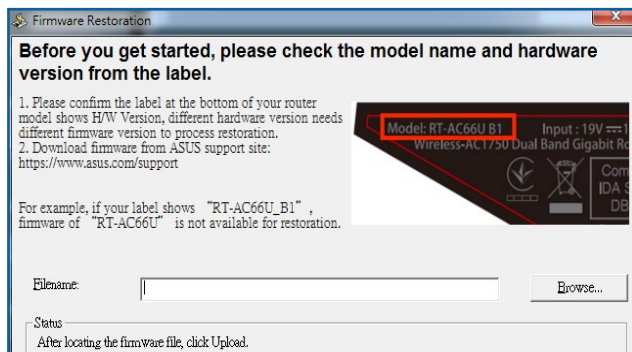 Firmware Restoration
Before you get started, please check the model name and hardware
version from the label.
1. Please confirm the label at the bottom of your router
model shows H/W Version, different hardware version needs
different firmware version to process restoration.
2. Download firmware from ASUS support site:
https://www.asus.com/support
For example, if your label shows “RT-AC66U_B1”,
firmware of “RT-AC66U” is not available for restoration.
Model: RT-AC66U B1 Input : 19V
Wireless-AC1750 Dual Band Gigabit Ro
Com
IDA S
DB
Filename:
Browse...
Status
After locating the firmware file, click Upload.